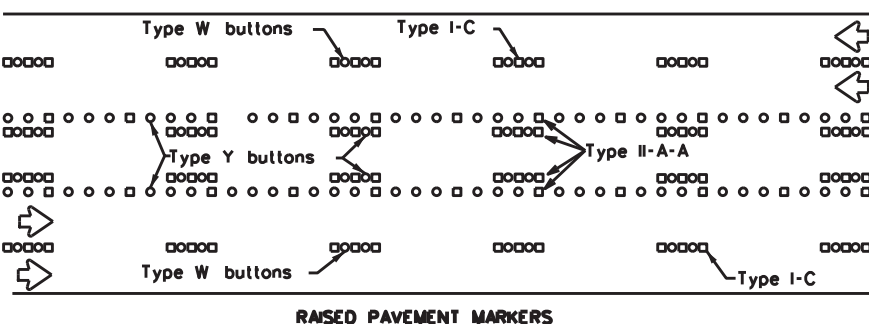 Type W buttons
Type I-C
Type Y buttons
Type II-A-A
Type W buttons
Type I-C
RAISED PAVEMENT MARKERS